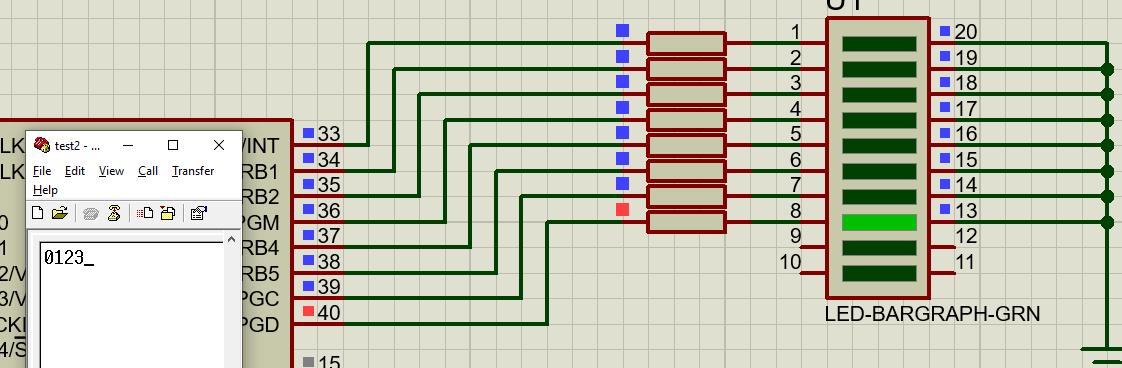 U1
1 20
2 19
3 18
LK test2 - ... 33 /INT 4 17
LK File Edit View Call Transfer 34 RB1 5 16
Help 35 RB2 6 15
36 PGM 7 14
0 37 RB4 8 13
1 0123_ 38 RB5 9 12
2/V 39 PGC 10 11
3/V 40 PGD LED-BARGRAPH-GRN
CKI
4/S 15